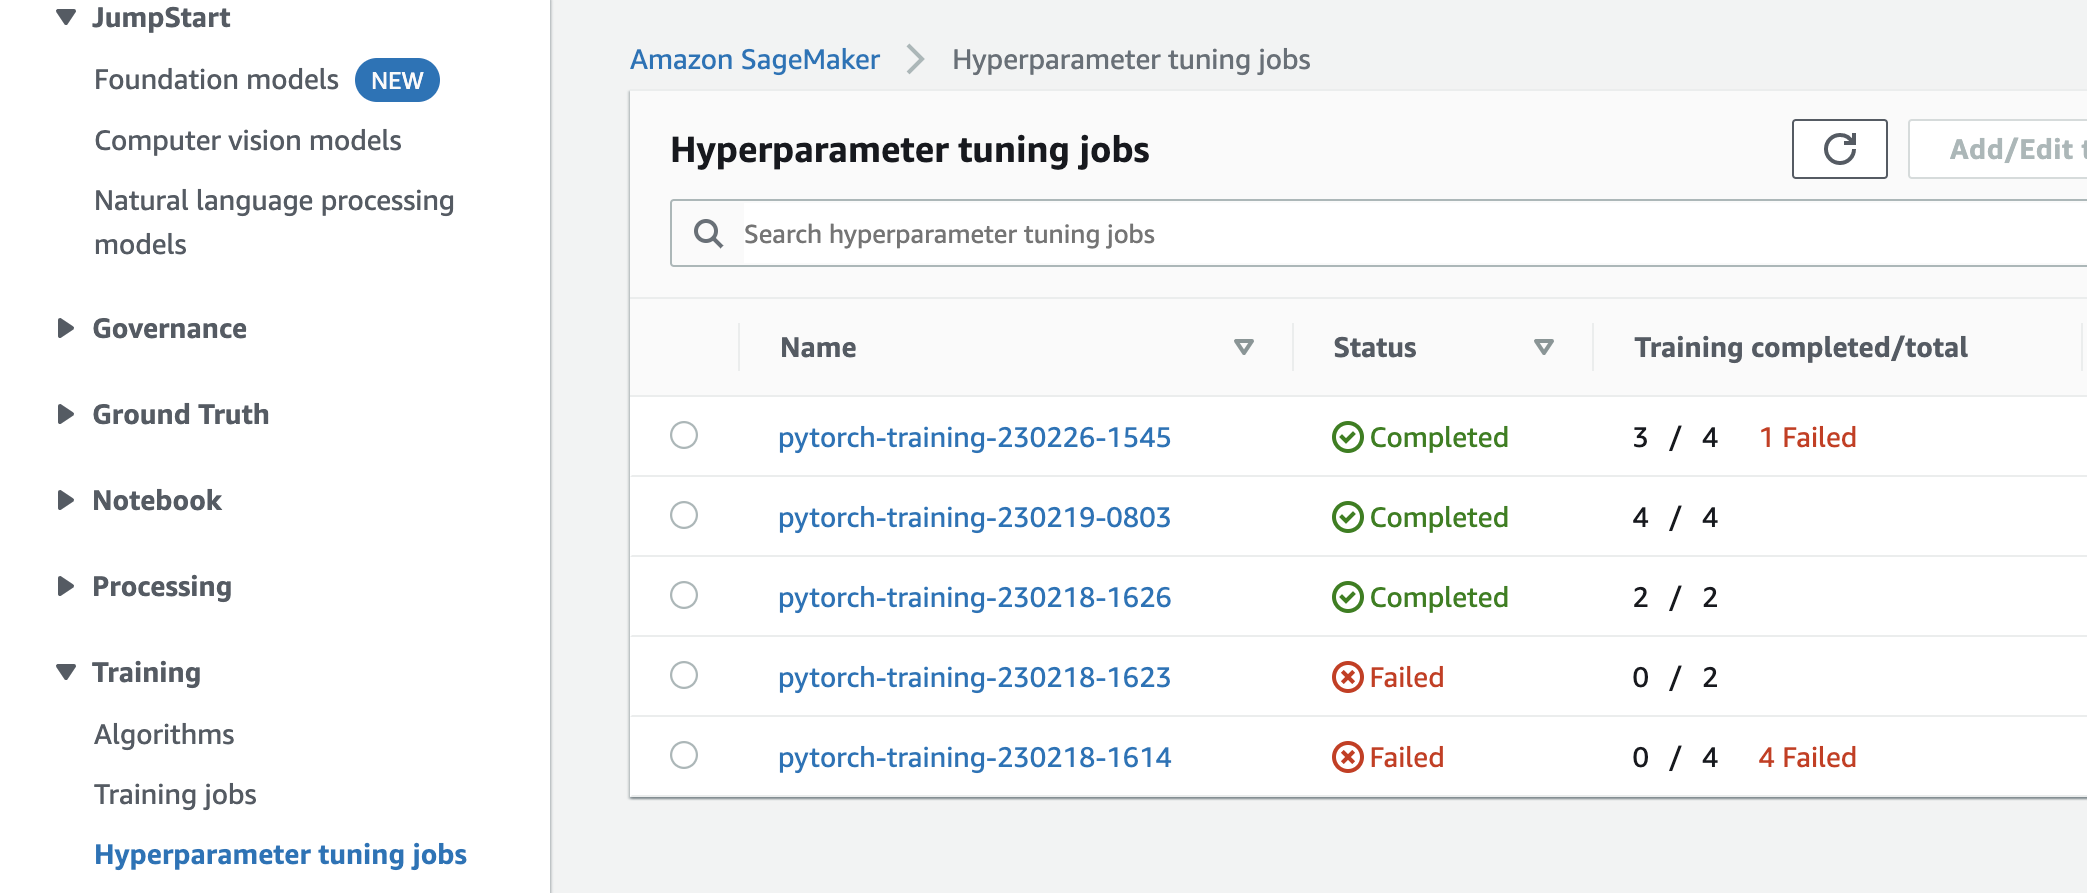 JumpStart
Foundation models NEW
Computer vision models
Natural language processing
models
Governance
Ground Truth
Notebook
Processing
Training
Algorithms
Training jobs
Hyperparameter tuning jobs
Amazon SageMaker Hyperparameter tuning jobs
Hyperparameter tuning jobs
Add/Edit t
Search hyperparameter tuning jobs
Name Status Training completed/total
pytorch-training-230226-1545 Completed 3 / 4 1 Failed
pytorch-training-230219-0803 Completed 4 / 4
pytorch-training-230218-1626 Completed 2 / 2
pytorch-training-230218-1623 Failed 0 / 2
pytorch-training-230218-1614 Failed 0 / 4 4 Failed